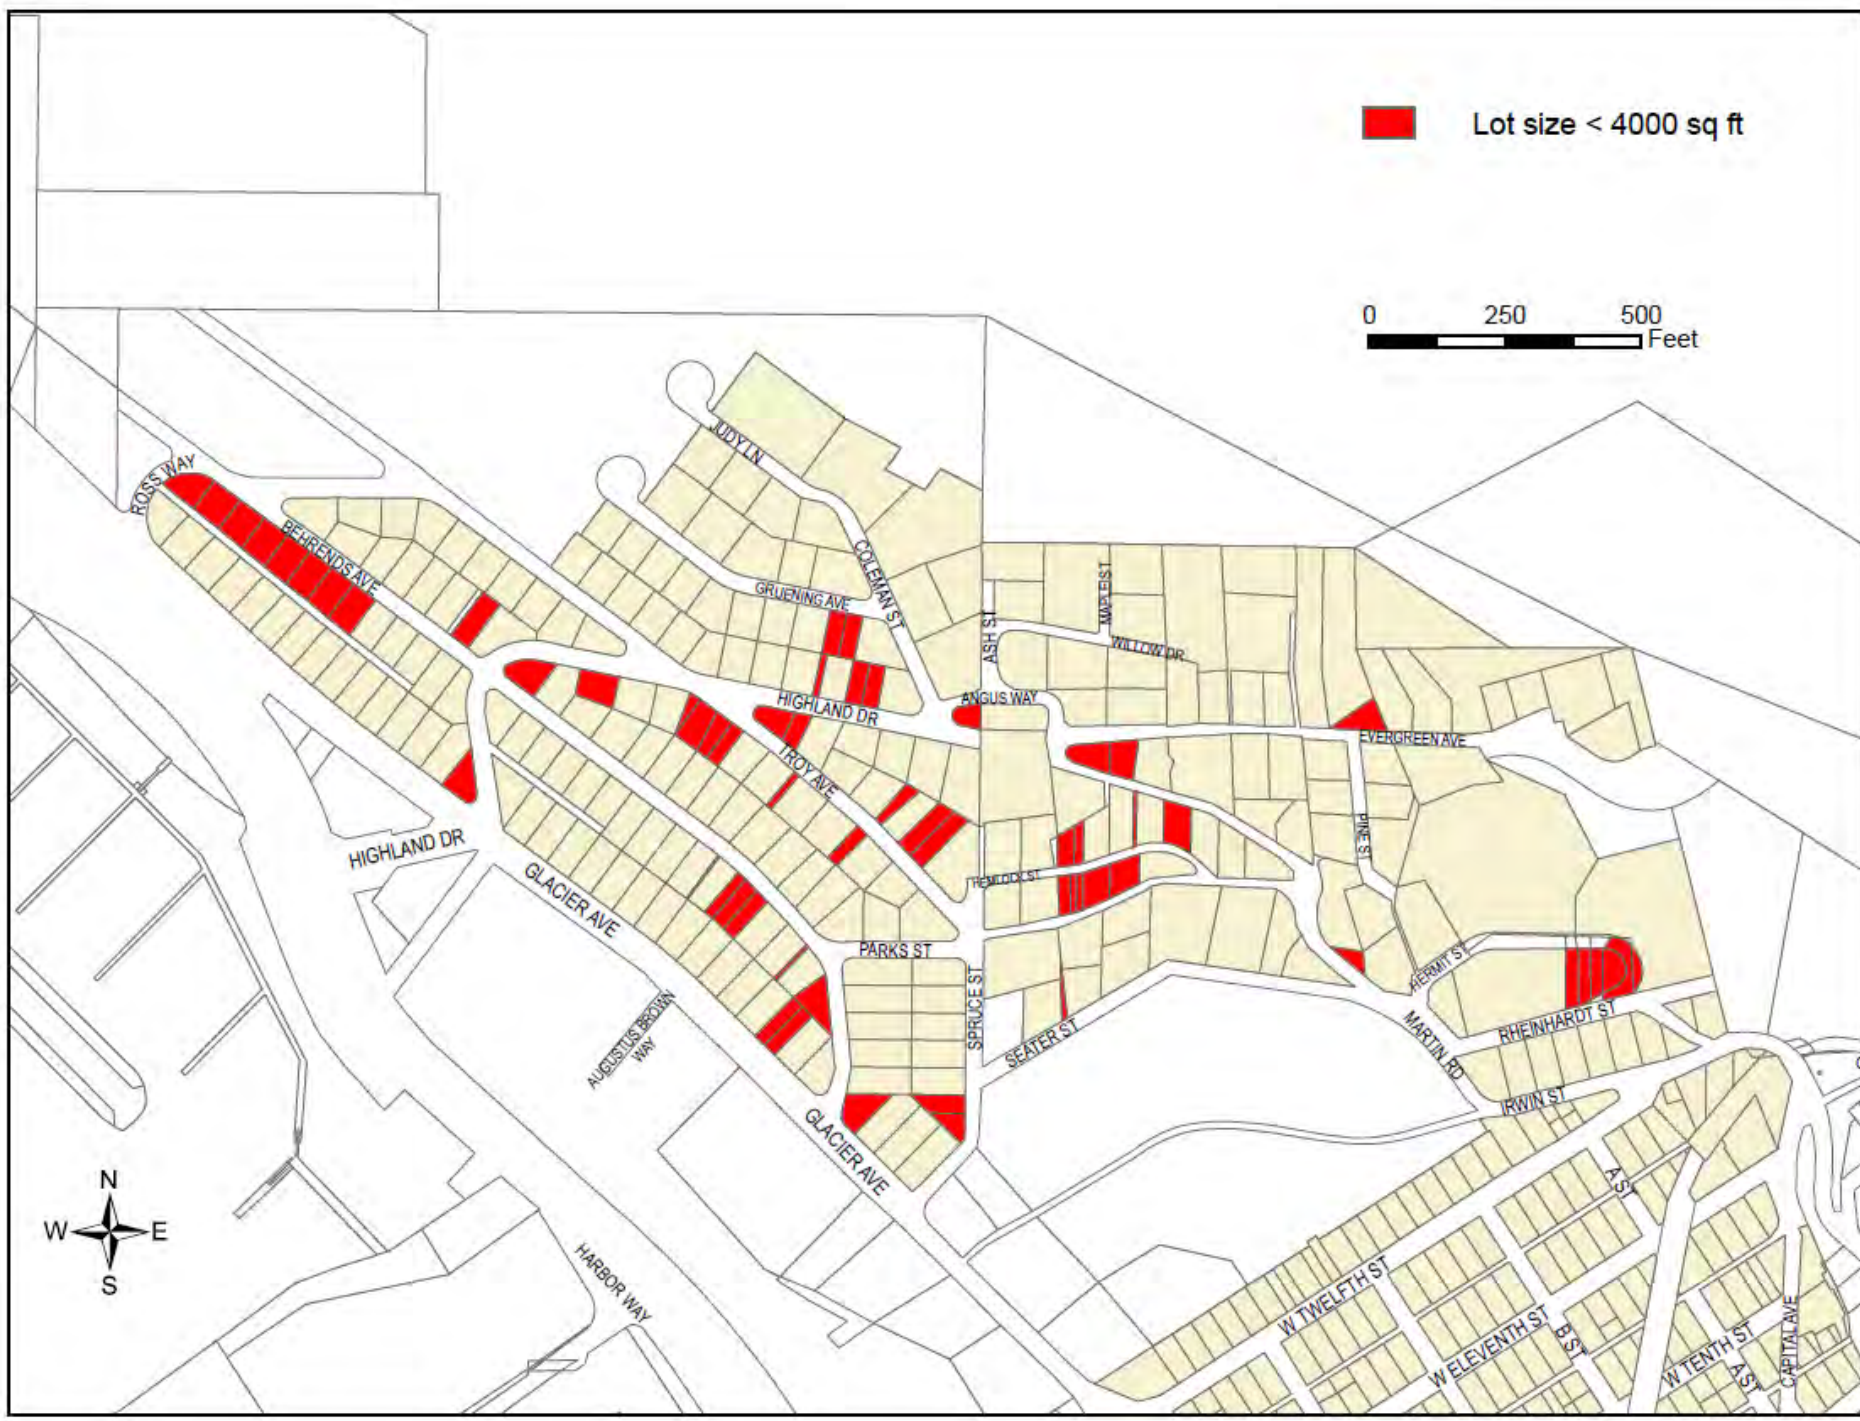 Lot size < 4000 sq ft
0 250 500
Feet
JUDY LN
ROSS WAY
BEHRENDS AVE
COLEMAN ST
GRUENING AVE
MAPLE ST
ASH ST
WILLOW DR
ANGUS WAY
HIGHLAND DR
EVERGREEN AVE
TROY AVE
PINE ST
HIGHLAND DR
HEMLOCK ST
GLACIER AVE
PARKS ST
HERMIT ST
SPRUCE ST
AUGUSTUS BROWN
WAY
SEATER ST
RHEINHARDT ST
MARTIN RD
IRWIN ST
GLACIER AVE
A ST
N
W E
S
HARBOR WAY
W TWELFTH ST
W ELEVENTH ST
B ST
W TENTH ST
A ST
CAPITAL AVE